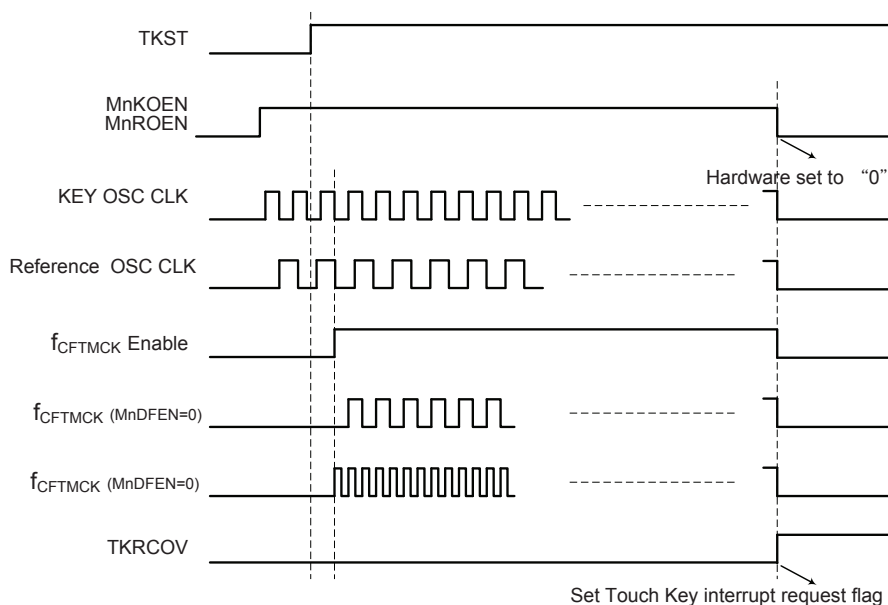 TKST
MnKOEN
MnROEN
Hardware set to “0”
KEY OSC CLK
Reference OSC CLK
fCFTMCK Enable
fCFTMCK (MnDFEN=0)
fCFTMCK (MnDFEN=0)
TKRCOV
Set Touch Key interrupt request flag